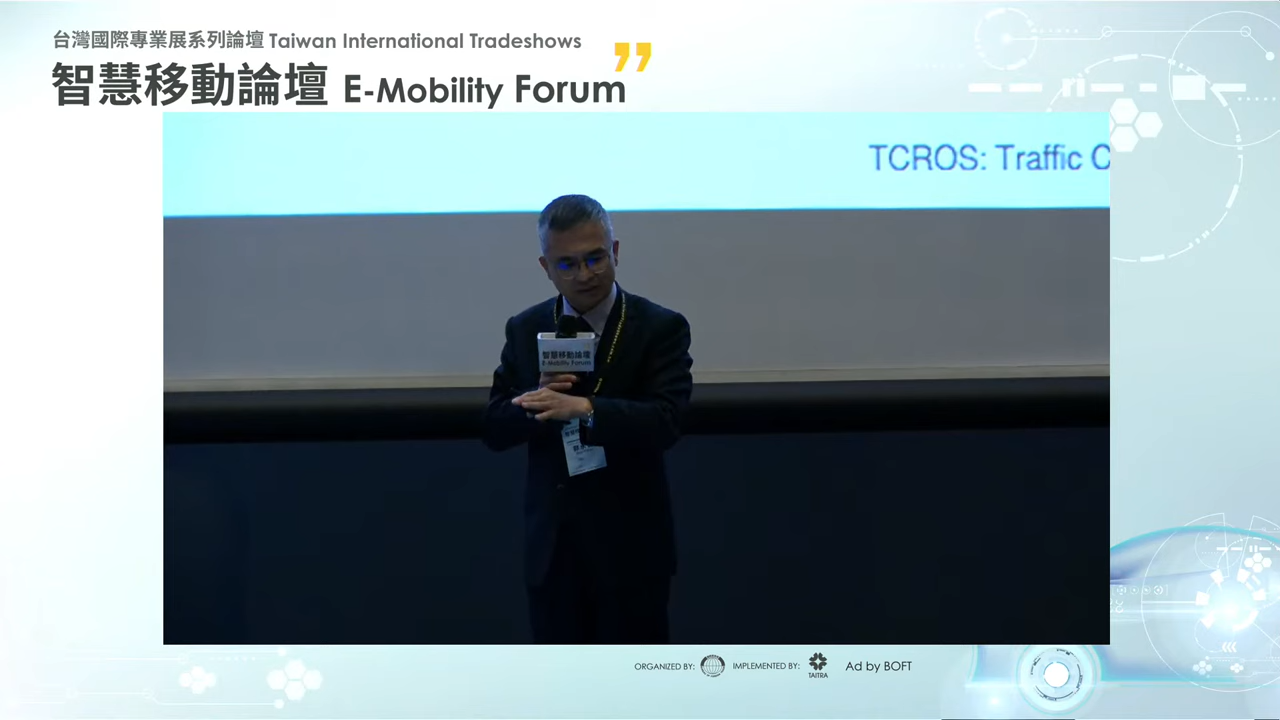 台灣國際專業展系列論壇 Taiwan International Tradeshows
智慧移動論壇 E-Mobility Forum
TCROS: Traffic C
智慧移動論壇
E-Mobility Forum
ORGANIZED BY:
IMPLEMENTED BY:
TAITRA
Ad by BOFT